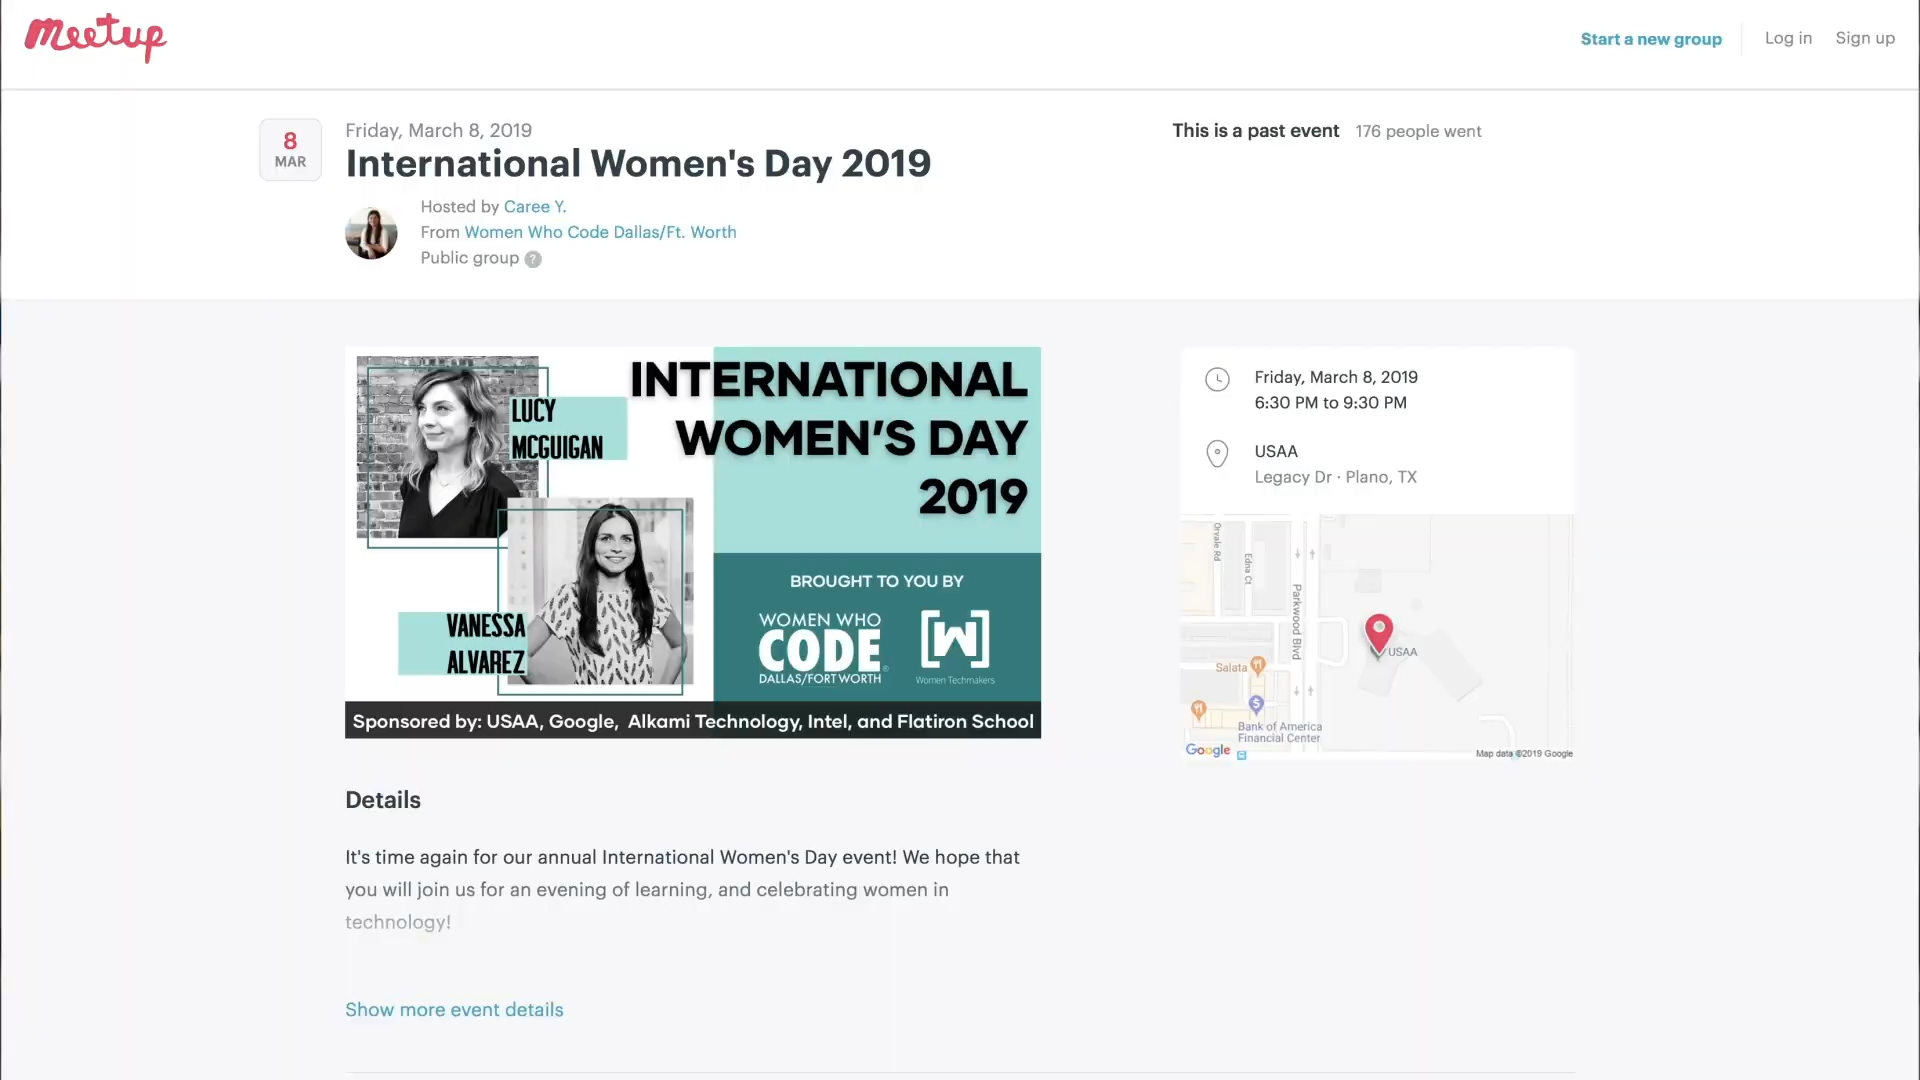 Meetup
Start a new group
Log in
Sign up
8
MAR
Friday, March 8, 2019
International Women's Day 2019
Hosted by Caree Y.
From Women Who Code Dallas/Ft. Worth
Public group ?
This is a past event 176 people went
INTERNATIONAL
WOMEN'S DAY
2019
LUCY
MCGUIGAN
VANESSA
ALVAREZ
BROUGHT TO YOU BY
WOMEN WHO
CODE
DALLAS/FORT WORTH
[W]
Women Techmakers
Sponsored by: USAA, Google, Alkami Technology, Intel, and Flatiron School
Friday, March 8, 2019
6:30 PM to 9:30 PM
USAA
Legacy Dr · Plano, TX
Orvale Rd
Edna Ct
Parkwood Blvd
USAA
Salata
Bank of America
Financial Center
Google
Map data ©2019 Google
Details
It's time again for our annual International Women's Day event! We hope that
you will join us for an evening of learning, and celebrating women in
technology!
Show more event details